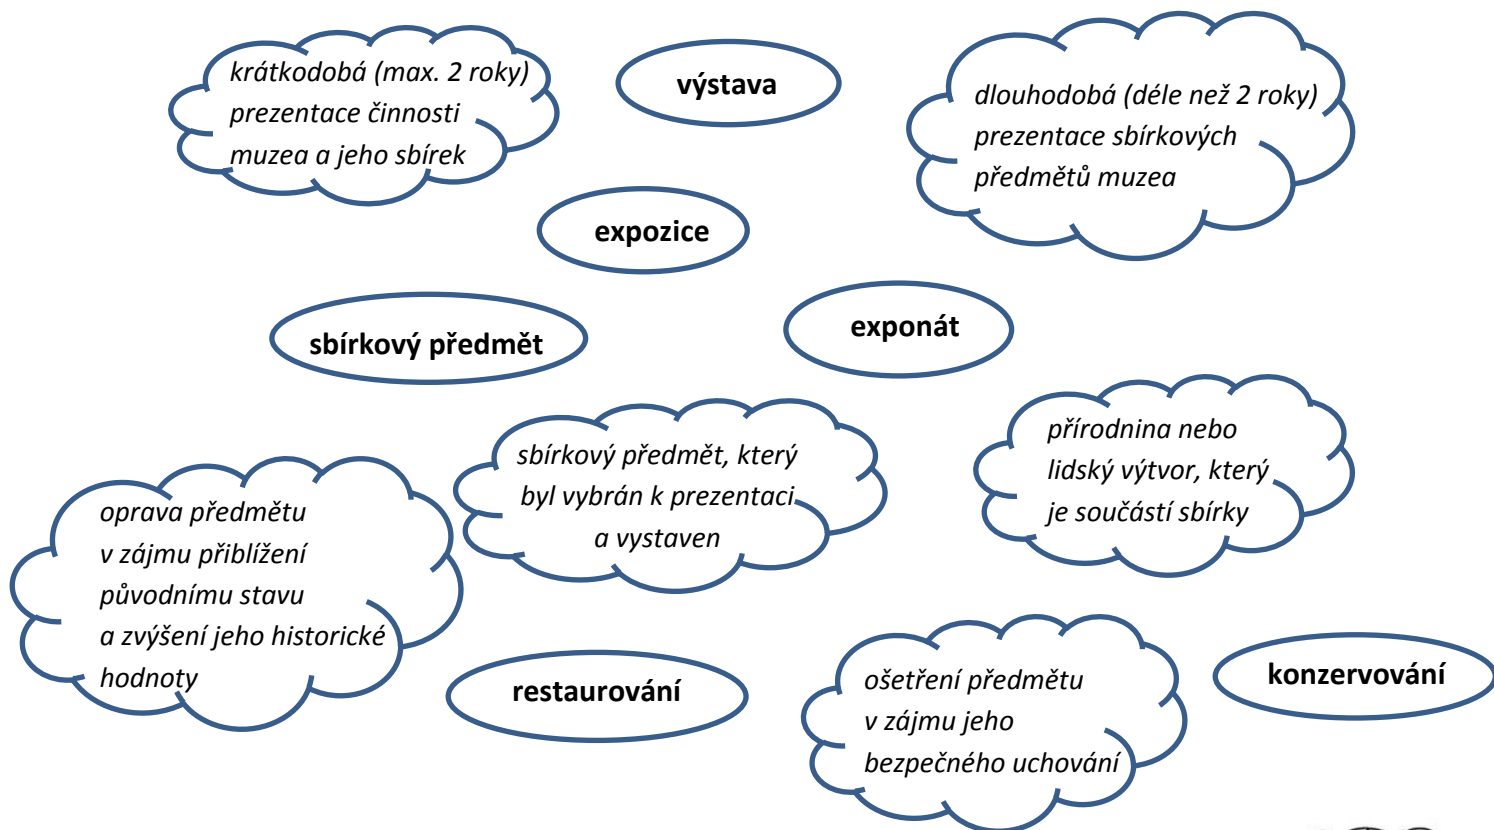 krátkodobá (max. 2 roky)
prezentace činnosti
muzea a jeho sbírek
výstava
dlouhodobá (déle než 2 roky)
prezentace sbírkových
předmětů muzea
expozice
sbírkový předmět
exponát
sbírkový předmět, který
byl vybrán k prezentaci
a vystaven
přírodnina nebo
lidský výtvor, který
je součástí sbírky
oprava předmětu
v zájmu přiblížení
původnímu stavu
a zvýšení jeho historické
hodnoty
restaurování
ošetření předmětu
v zájmu jeho
bezpečného uchování
konzervování